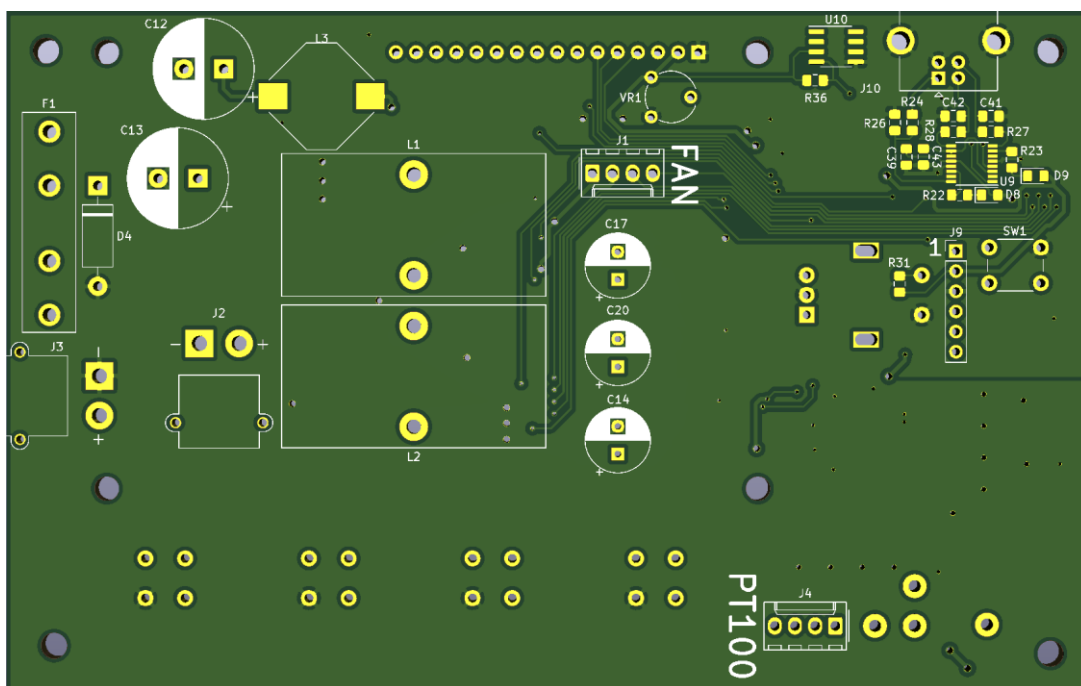 C12
L3
U10
F1
VR1
R36
J10
R24
C42
C41
R26
R28
R27
C13
L1
J1
FAN
C39
C43
R23
U9
D9
R22
D8
D4
C17
1
J9
SW1
R31
J2
J3
C20
C14
L2
PT100
J4